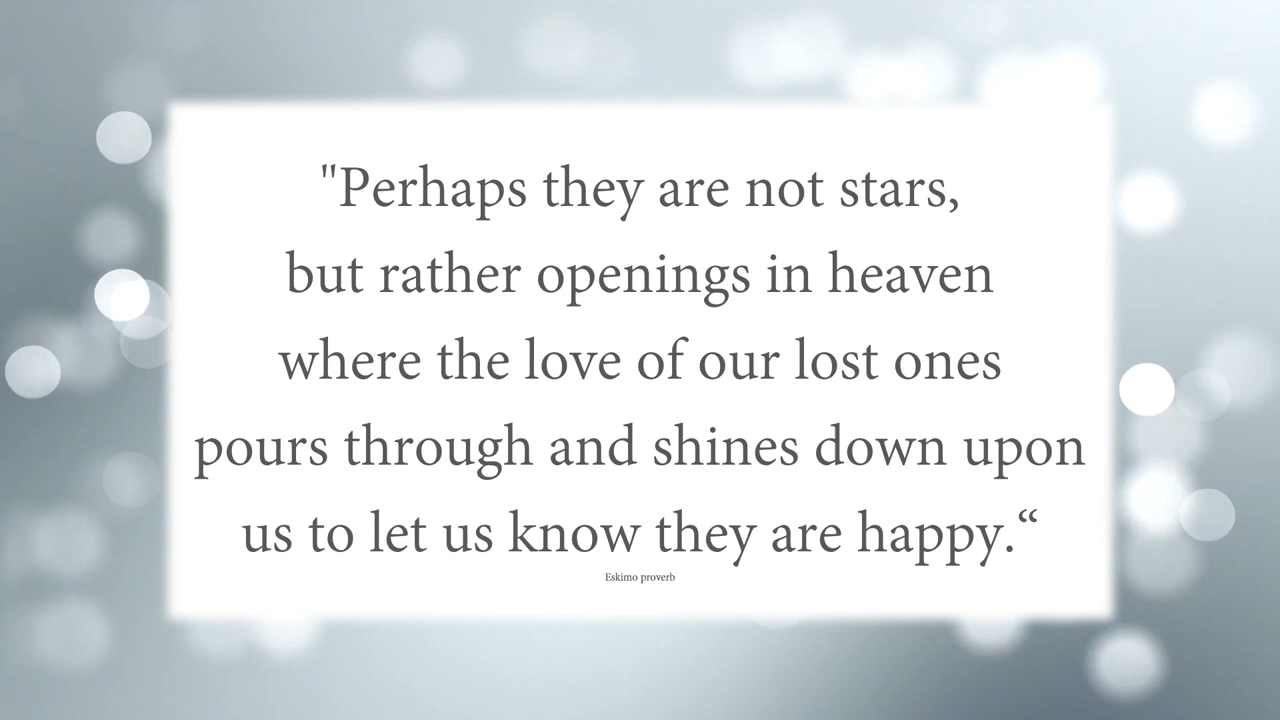 "Perhaps they are not stars,
but rather openings in heaven
where the love of our lost ones
pours through and shines down upon
us to let us know they are happy.“
Eskimo proverb